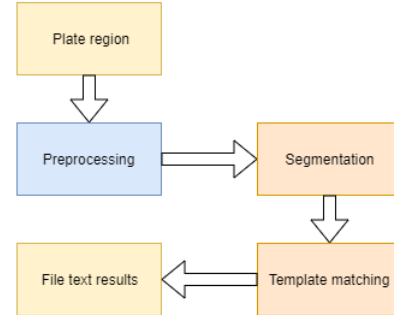 Plate region
Preprocessing
Segmentation
Template matching
File text results